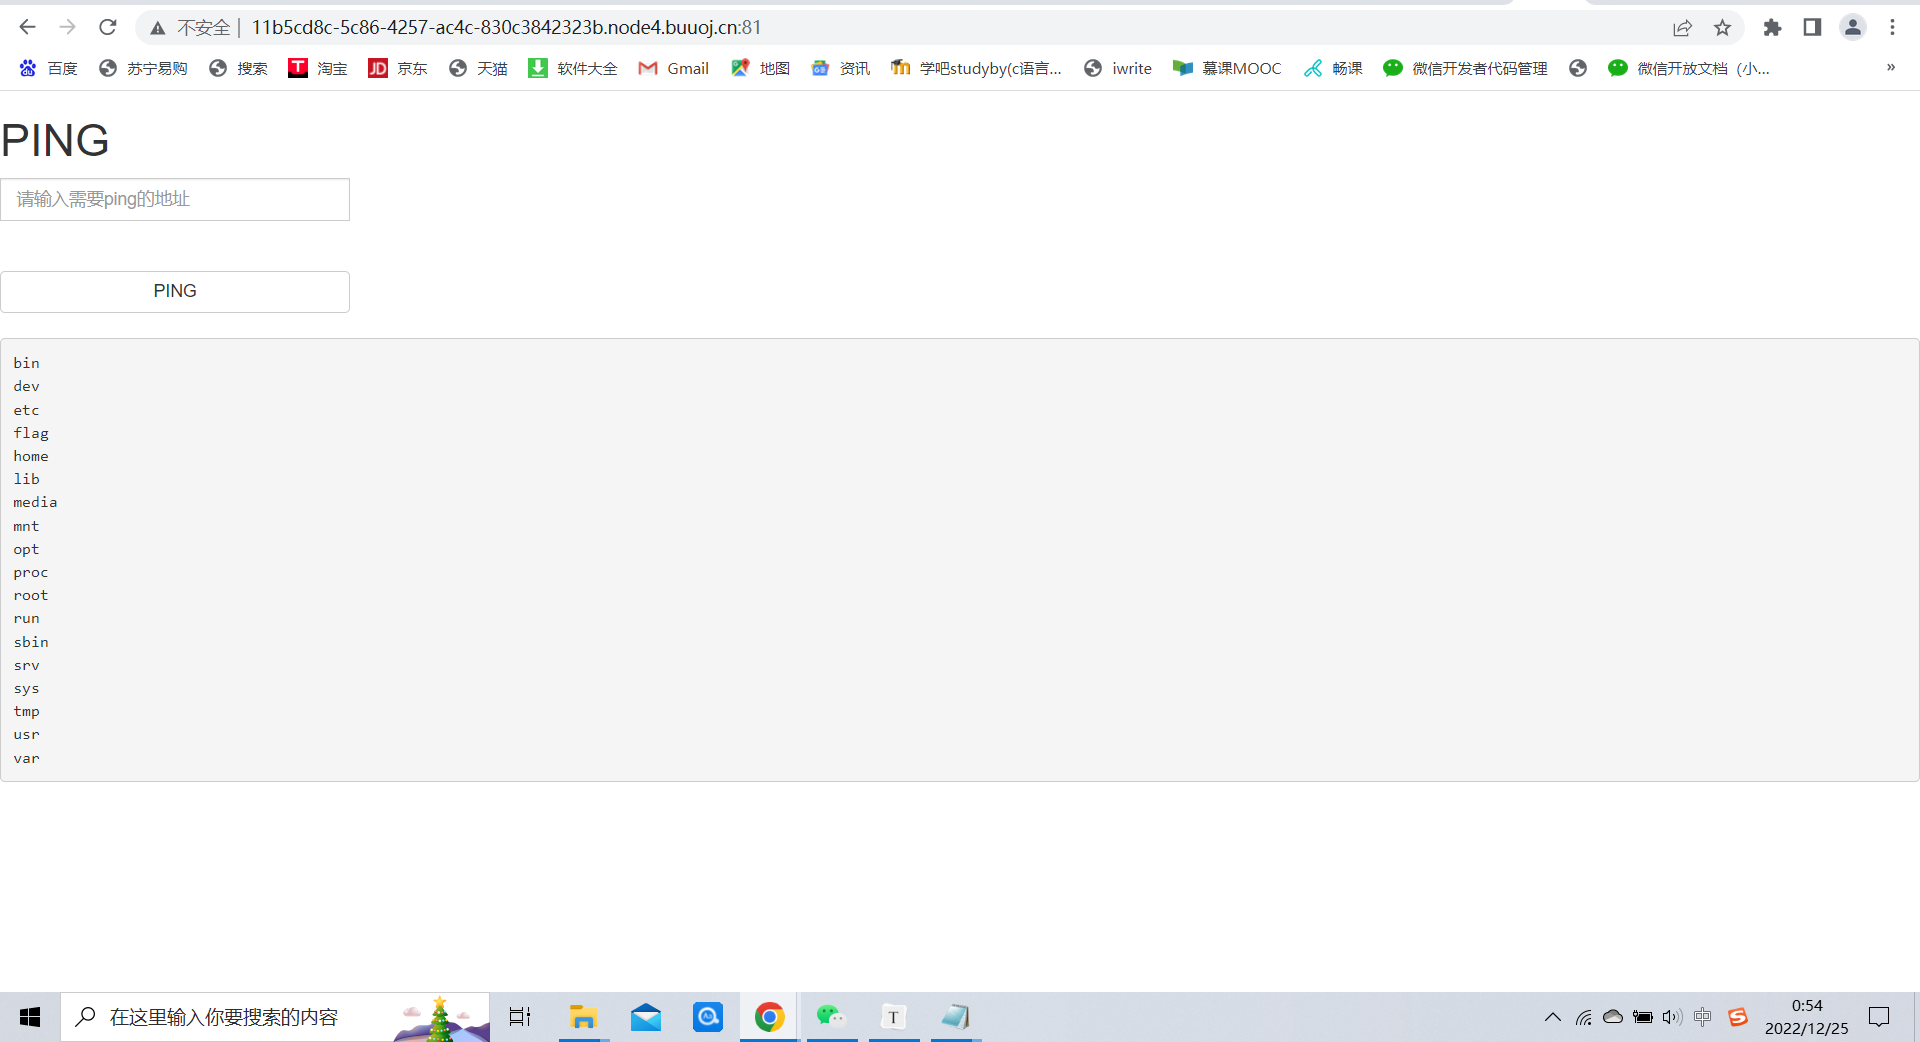 不安全 | 11b5cd8c-5c86-4257-ac4c-830c3842323b.node4.buuoj.cn:81
百度 苏宁易购 搜索 淘宝 京东 天猫 软件大全 Gmail 地图 资讯 学吧studyby(c语言... iwrite 慕课MOOC 畅课 微信开发者代码管理 微信开放文档（小... »
PING
请输入需要ping的地址
PING
bin
dev
etc
flag
home
lib
media
mnt
opt
proc
root
run
sbin
srv
sys
tmp
usr
var
在这里输入你要搜索的内容
中
0:54
2022/12/25